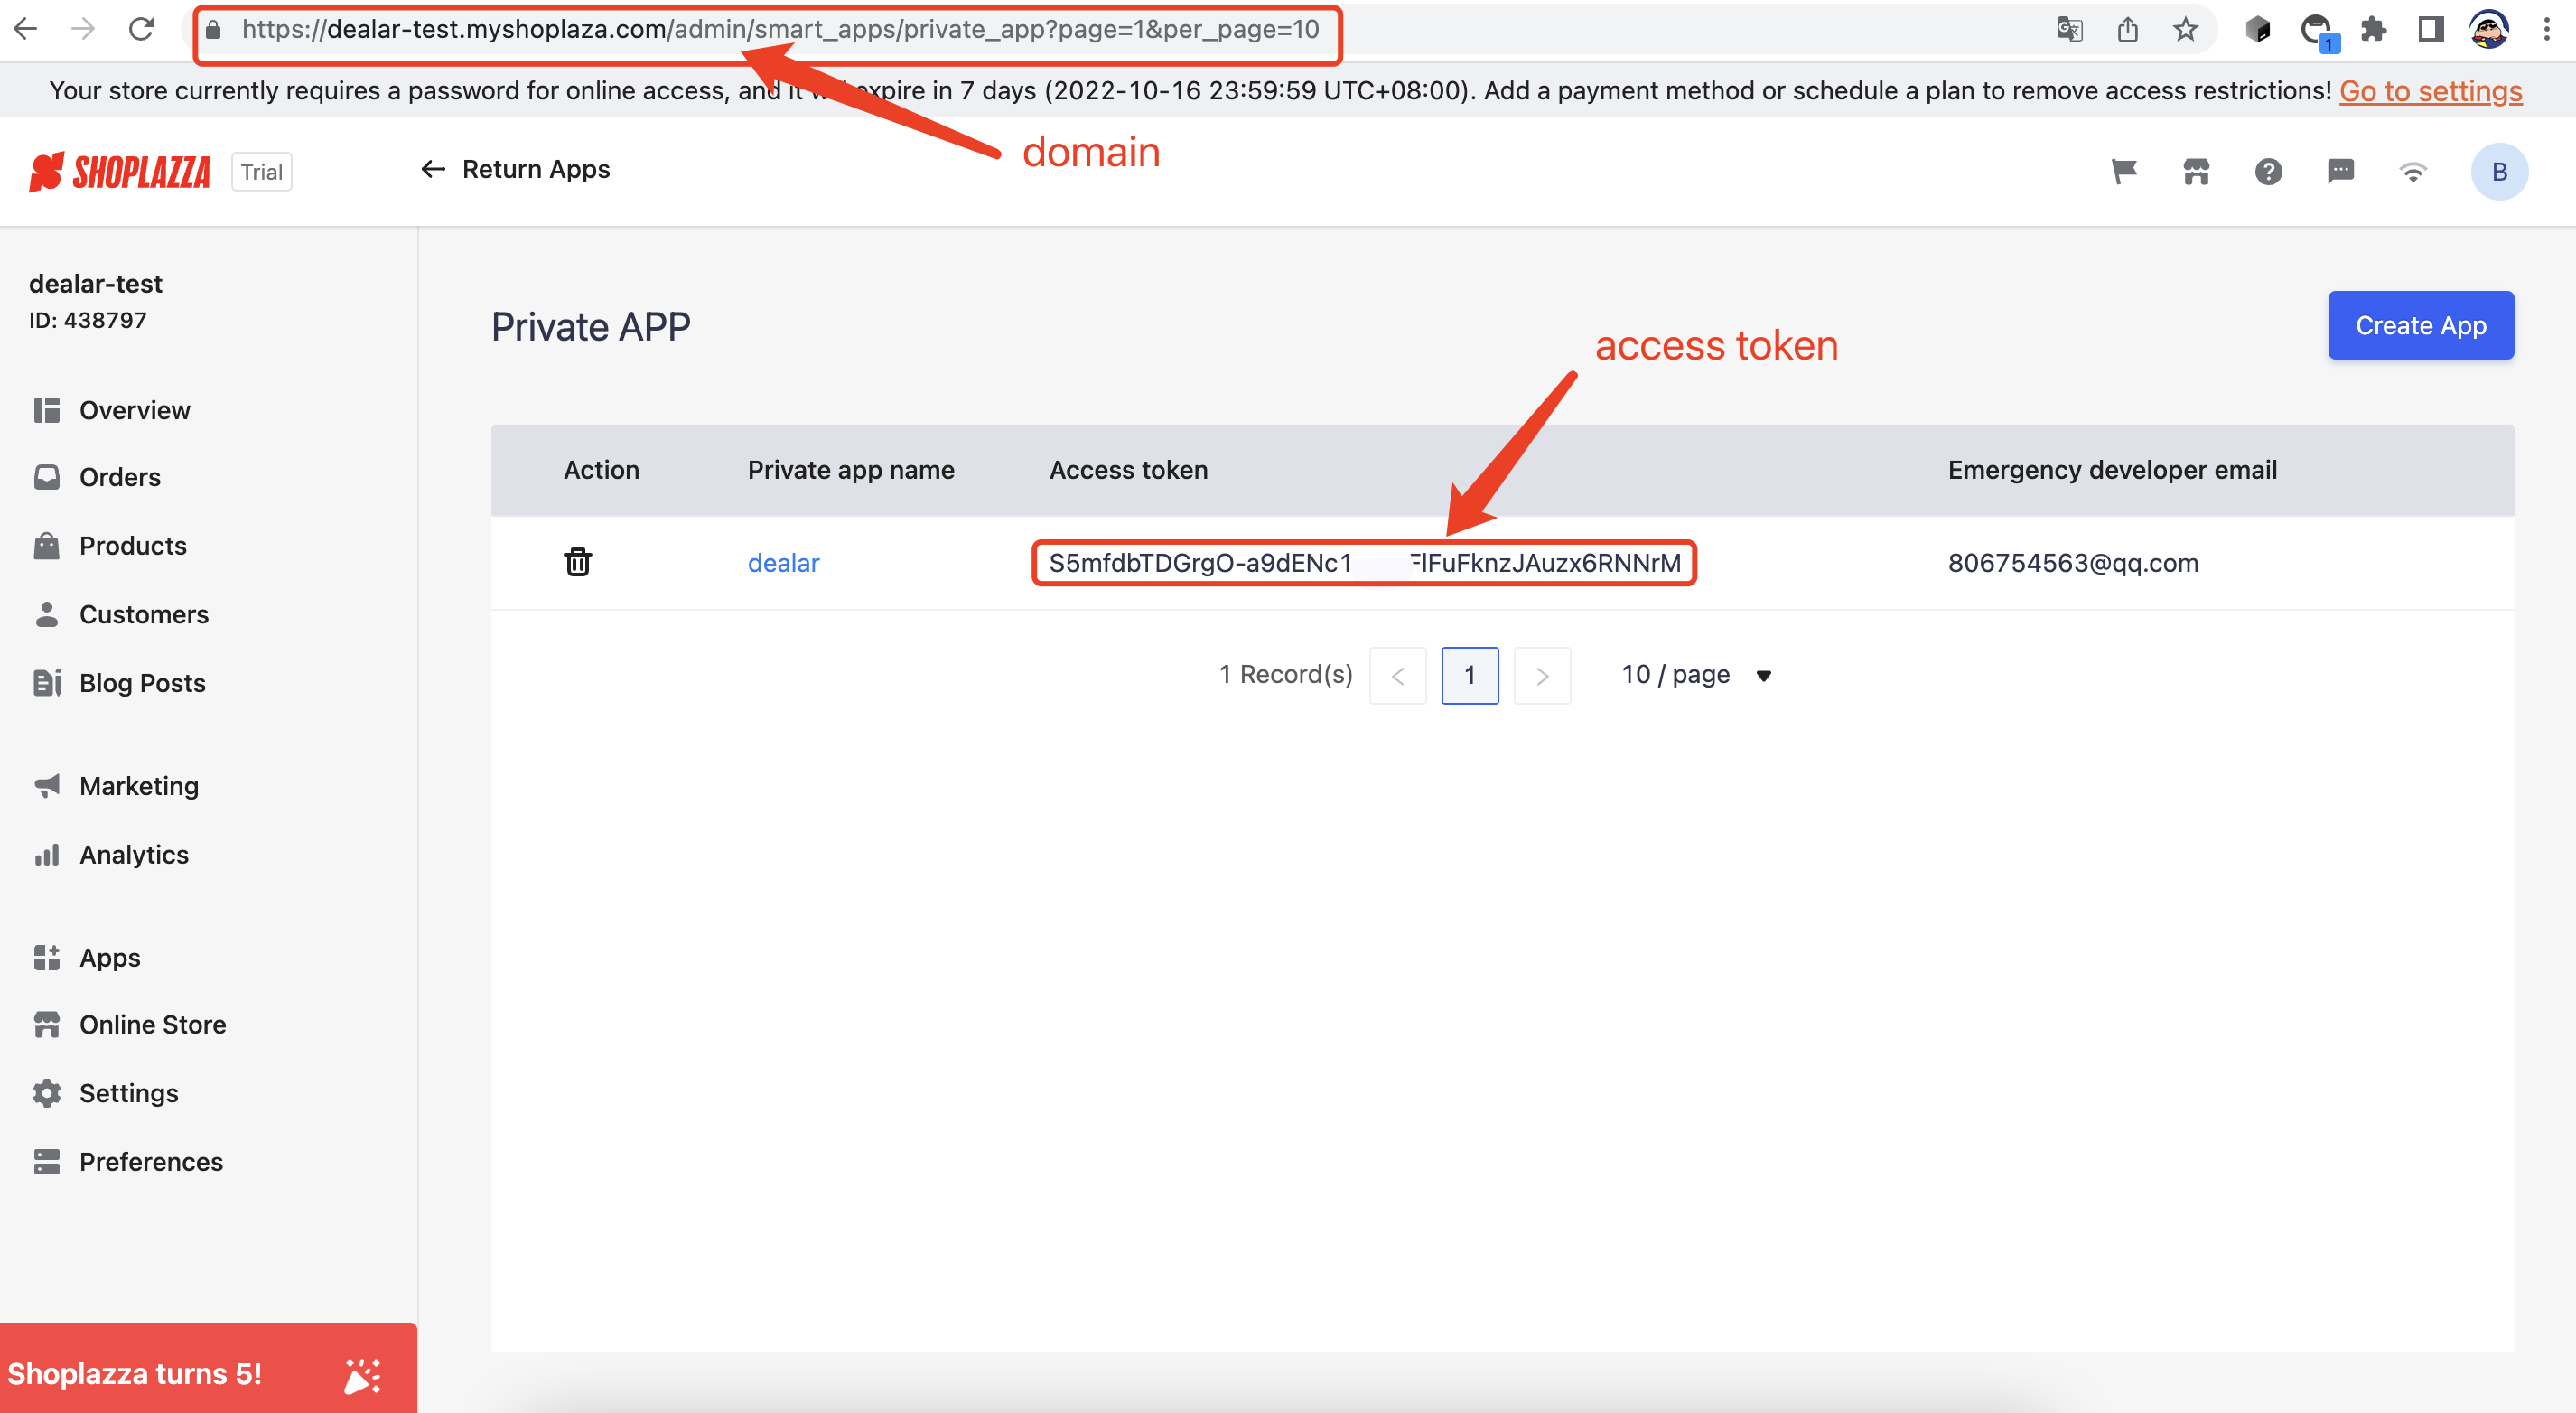 https://dealar-test.myshoplaza.com/admin/smart_apps/private_app?page=1&per_page=10
1
Your store currently requires a password for online access, and it will expire in 7 days (2022-10-16 23:59:59 UTC+08:00). Add a payment method or schedule a plan to remove access restrictions! Go to settings
domain
SHOPLAZZA Trial
Return Apps
B
dealar-test
ID: 438797
Private APP
Create App
access token
Overview
Orders
Products
Customers
Blog Posts
Marketing
Analytics
Apps
Online Store
Settings
Preferences
Shoplazza turns 5!
Action Private app name Access token Emergency developer email
dealar S5mfdbTDGrgO-a9dENc1 FlFuFknzJAuzx6RNNrM 806754563@qq.com
1 Record(s) < 1 > 10 / page